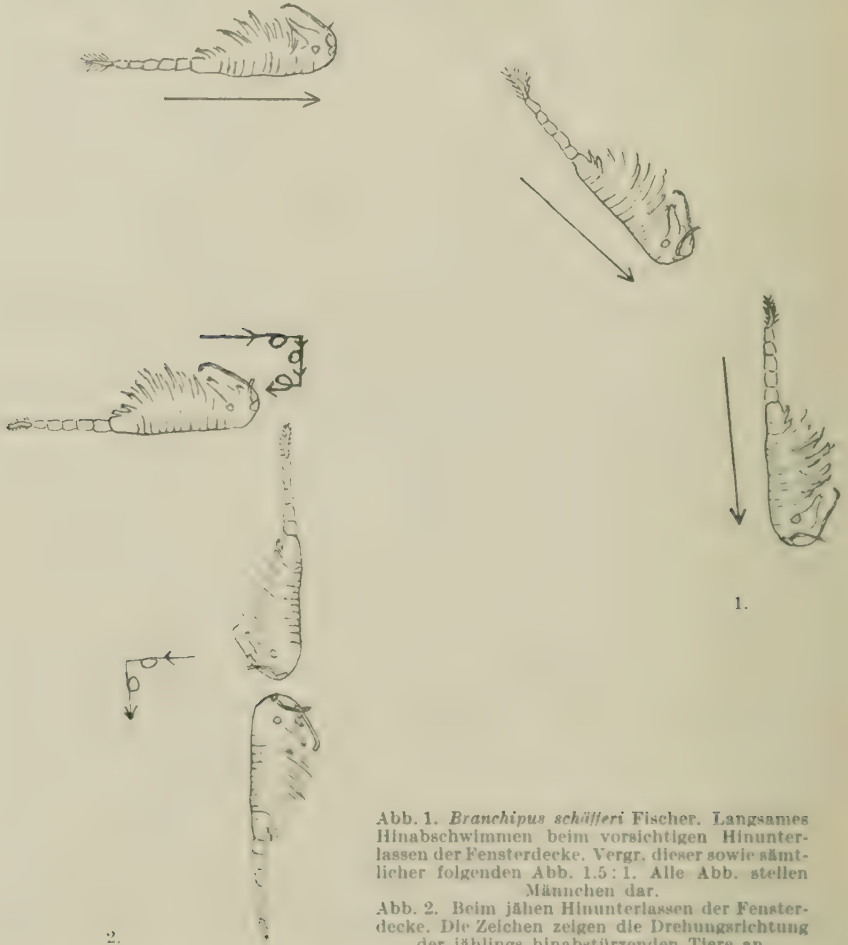 1.
2.
Abb. 1. Branchipus schäfferi Fischer. Langsames
Hinabschwimmen beim vorsichtigen Hinunter-
lassen der Fensterdecke. Vergr. dieser sowie sämt-
licher folgenden Abb. 1.5 : 1. Alle Abb. stellen
Männchen dar.
Abb. 2. Beim jähen Hinunterlassen der Fenster-
decke. Die Zeichen zeigen die Drehungsrichtung
der jählings hinabstürzenden Tiere an.